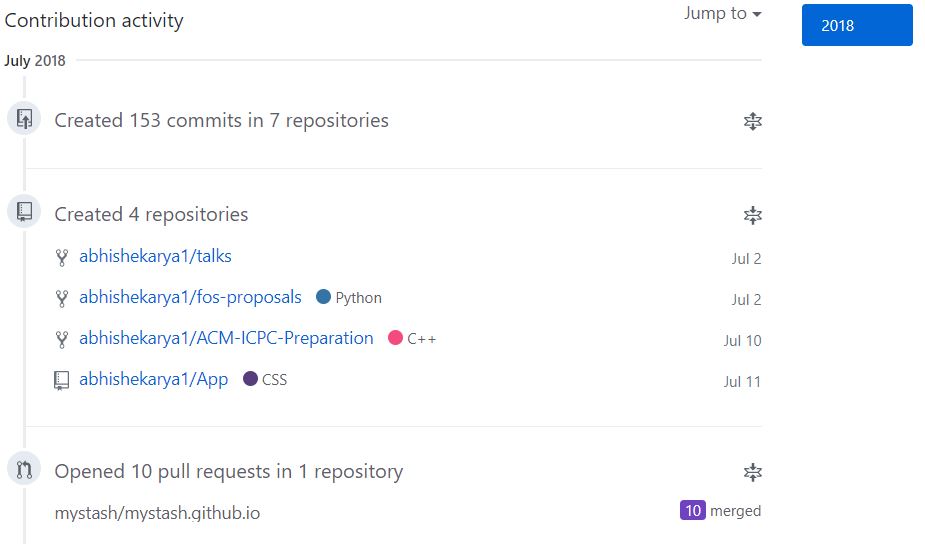 Contribution activity
Jump to
2018
July 2018
Created 153 commits in 7 repositories
Created 4 repositories
abhishekarya1/talks Jul 2
abhishekarya1/fos-proposals Python Jul 2
abhishekarya1/ACM-ICPC-Preparation C++ Jul 10
abhishekarya1/App CSS Jul 11
Opened 10 pull requests in 1 repository
mystash/mystash.github.io 10 merged